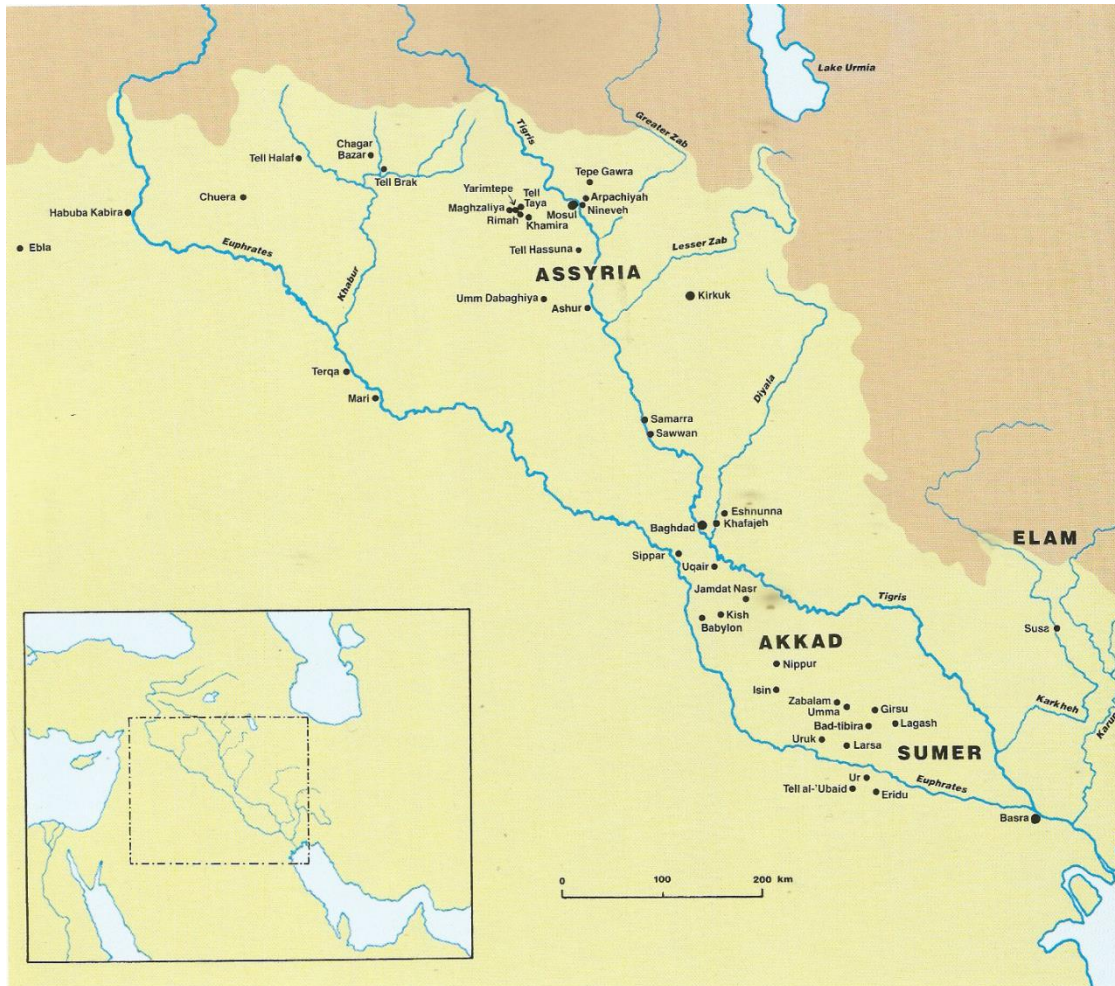 Lake Urmia
Tigris
Greater Zab
Chagar
Bazar
Tell Halaf
Tell Brak
Tepe Gawra
Yarimtepe
Tell
Taya
Arpachiyah
Chuera
Maghzaliya
Mosul
Nineveh
Habuba Kabira
Rimah
Khamira
Ebla
Euphrates
Khabur
Tell Hassuna
Lesser Zab
ASSYRIA
Umm Dabaghiya
Ashur
Kirkuk
Terqa
Mari
Diyala
Samarra
Sawwan
Eshnunna
Khafajeh
Baghdad
ELAM
Sippar
Uqair
Jamdat Nasr
Tigris
Kish
Babylon
Susa
AKKAD
Nippur
Isin
Zabalam
Umma
Girsu
Lagash
Bad-tibira
Karkheh
Karun
Uruk
Larsa
SUMER
Ur
Euphrates
Tell al-'Ubaid
Eridu
Basra
0 100 200 km